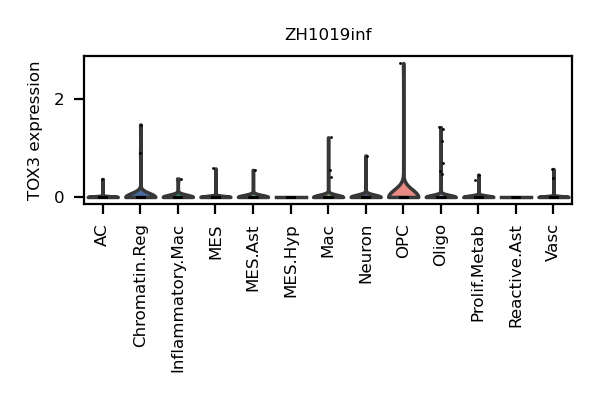 ZH1019inf
TOX3 expression
2
0
AC
Chromatin.Reg
Inflammatory.Mac
MES
MES.Ast
MES.Hyp
Mac
Neuron
OPC
Oligo
Prolif.Metab
Reactive.Ast
Vasc